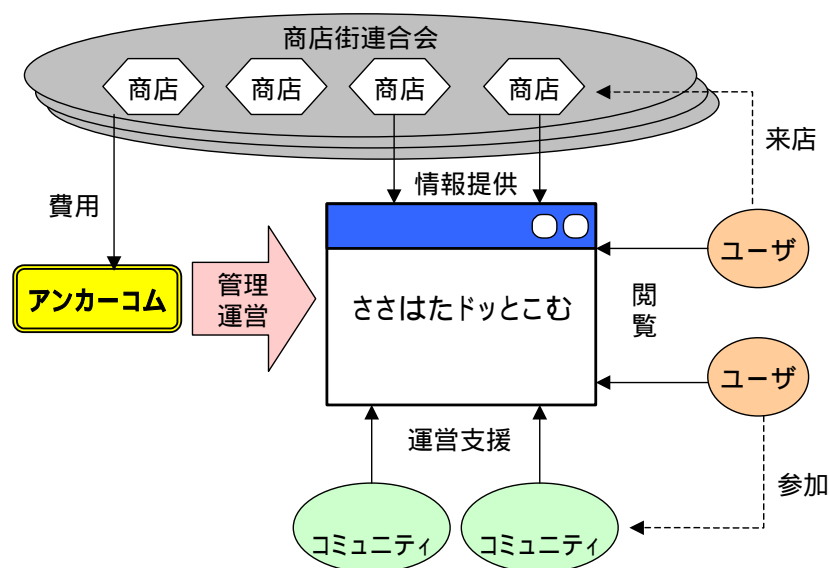 商店街連合会
商店
商店
商店
商店
来店
情報提供
費用
ユーザ
アンカーコム
管理
運営
ささはたドッとこむ
閲
覧
ユーザ
運営支援
参加
コミュニティ
コミュニティ